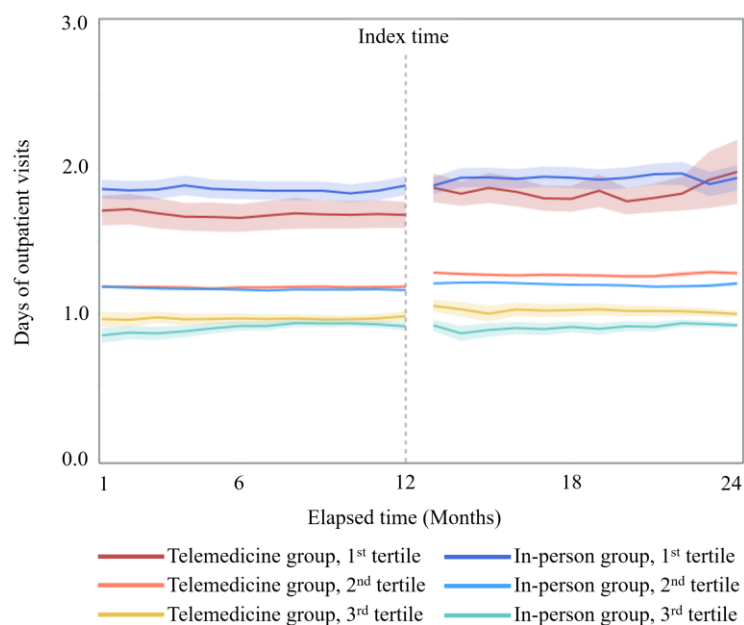 3.0
Index time
2.0
Days of outpatient visits
1.0
0.0
1 6 12 18 24
Elapsed time (Months)
Telemedicine group, 1st tertile In-person group, 1st tertile
Telemedicine group, 2nd tertile In-person group, 2nd tertile
Telemedicine group, 3rd tertile In-person group, 3rd tertile